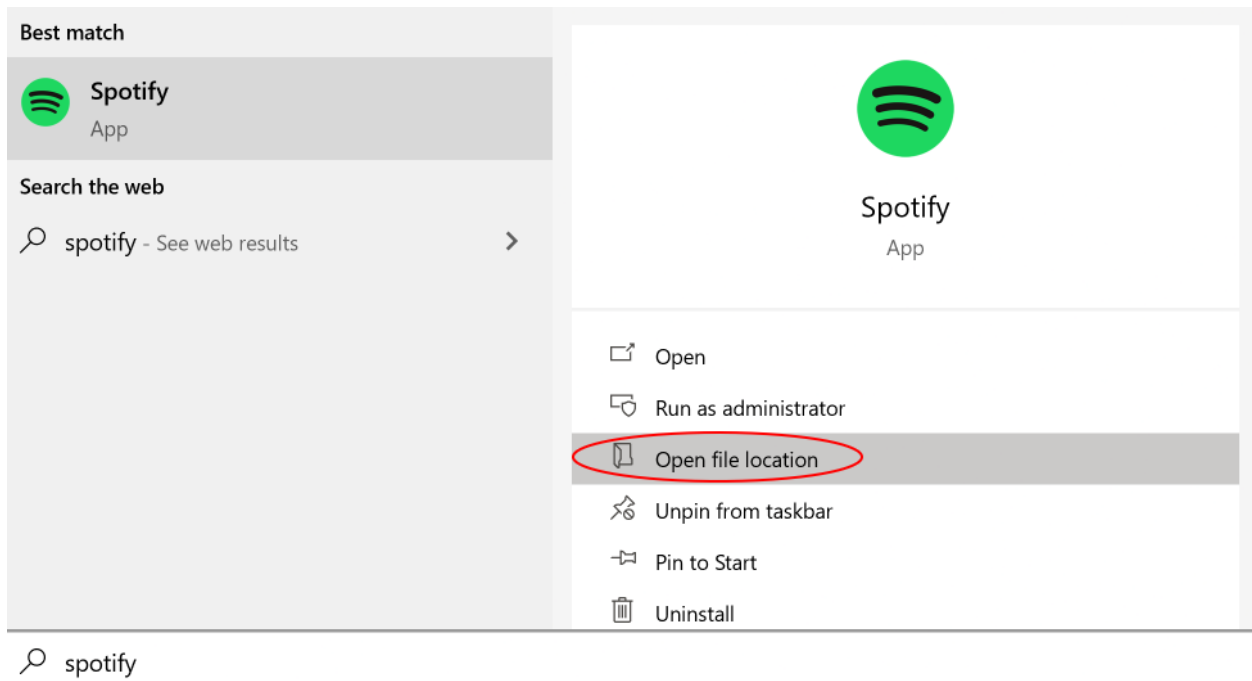 Best match
Spotify
App
Search the web
spotify - See web results
Spotify
App
Open
Run as administrator
Open file location
Unpin from taskbar
Pin to Start
Uninstall
spotify